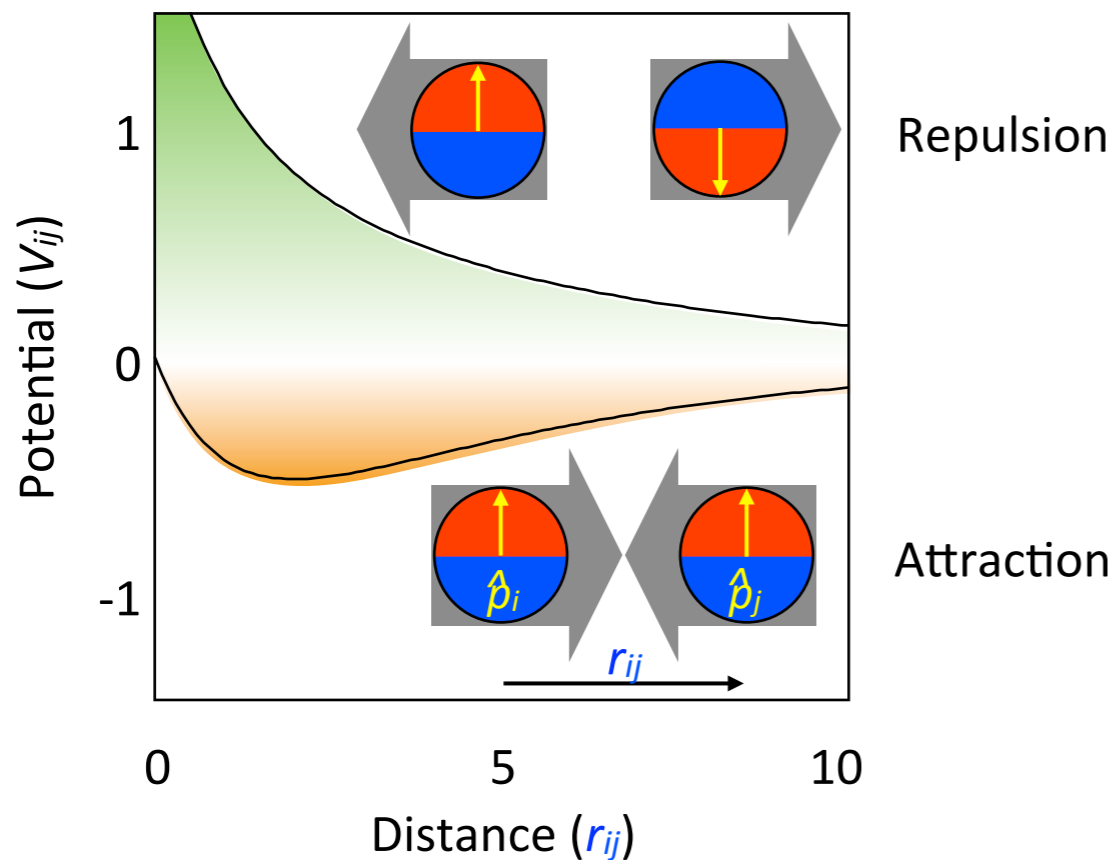 1
0
-1
Potential (Vij)
Repulsion
Attraction
p̂i
p̂j
rij
0 5 10
Distance (rij)